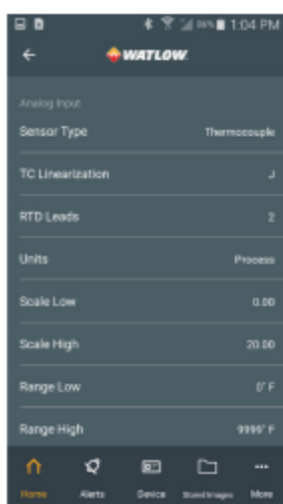 86% 1:04 PM
WATLOW
Analog Input
Sensor Type Thermocouple
TC Linearization J
RTD Leads 2
Units Process
Scale Low 0.00
Scale High 20.00
Range Low 0° F
Range High 9999° F
Home Alerts Device Stored Images More